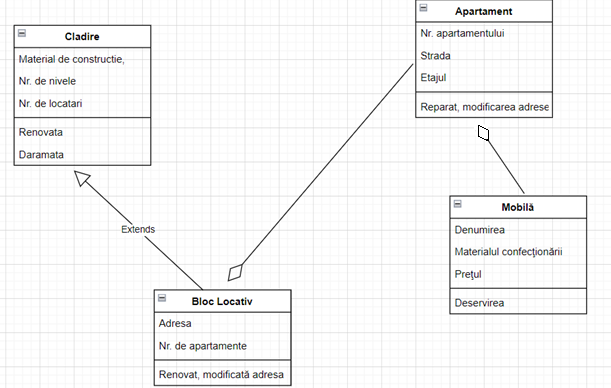 Cladire
Material de constructie,
Nr. de nivele
Nr. de locatari
Renovata
Daramata
Apartament
Nr. apartamentului
Strada
Etajul
Reparat, modificarea adrese
Extends
Mobilă
Denumirea
Materialul confecționării
Prețul
Deservirea
Bloc Locativ
Adresa
Nr. de apartamente
Renovat, modificată adresa